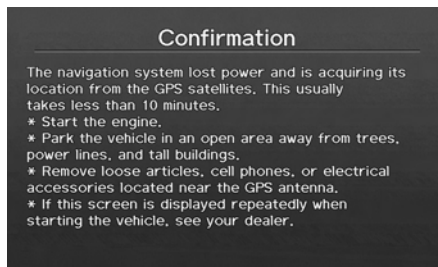 Confirmation
The navigation system lost power and is acquiring its
location from the GPS satellites. This usually
takes less than 10 minutes.
* Start the engine.
* Park the vehicle in an open area away from trees,
power lines, and tall buildings.
* Remove loose articles, cell phones, or electrical
accessories located near the GPS antenna.
* If this screen is displayed repeatedly when
starting the vehicle, see your dealer.